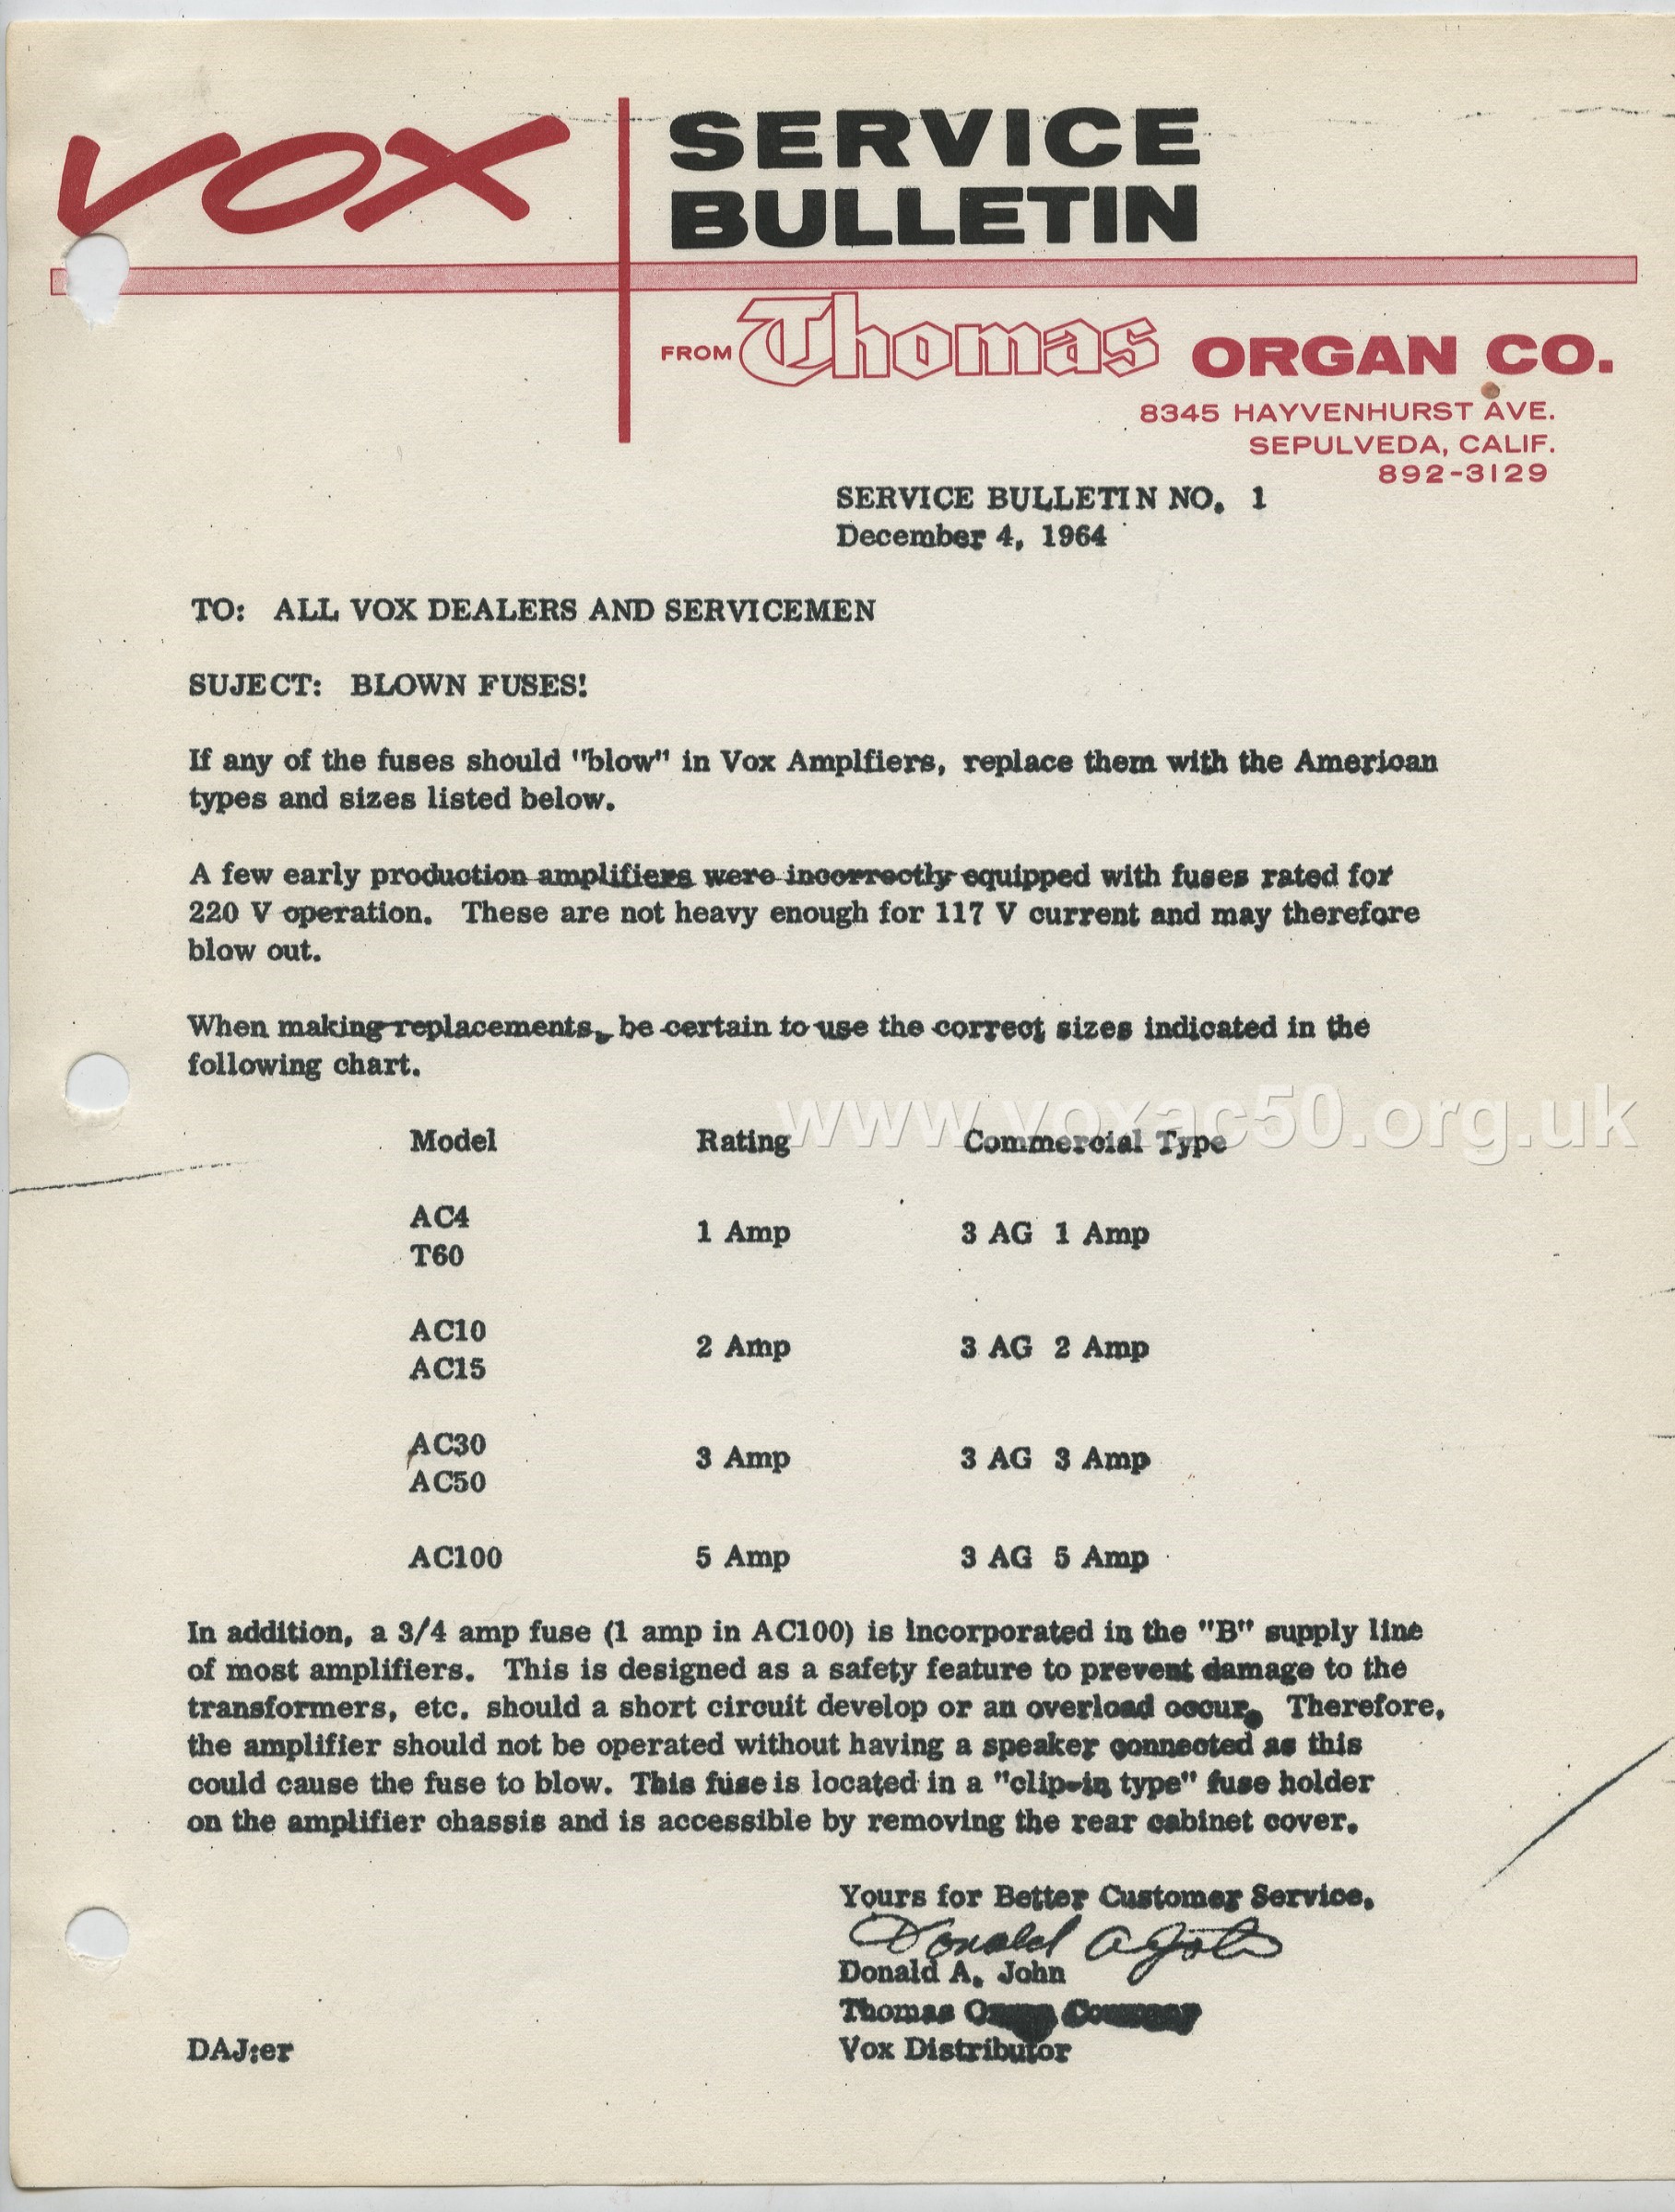 VOX
SERVICE
BULLETIN
FROM Thomas ORGAN CO.
8345 HAYVENHURST AVE.
SEPULVEDA, CALIF.
892-3129
SERVICE BULLETIN NO. 1
December 4, 1964
TO: ALL VOX DEALERS AND SERVICEMEN
SUJECT: BLOWN FUSES!
If any of the fuses should "blow" in Vox Amplfiers, replace them with the American
types and sizes listed below.
A few early production amplifiers were incorrectly equipped with fuses rated for
220 V operation. These are not heavy enough for 117 V current and may therefore
blow out.
When making replacements, be certain to use the correct sizes indicated in the
following chart.
www.voxac50.org.uk
Model Rating Commercial Type
AC4
T60
1 Amp 3 AG 1 Amp
AC10
AC15
2 Amp 3 AG 2 Amp
AC30
AC50
3 Amp 3 AG 3 Amp
AC100 5 Amp 3 AG 5 Amp
In addition, a 3/4 amp fuse (1 amp in AC100) is incorporated in the "B" supply line
of most amplifiers. This is designed as a safety feature to prevent damage to the
transformers, etc. should a short circuit develop or an overload occur. Therefore,
the amplifier should not be operated without having a speaker connected as this
could cause the fuse to blow. This fuse is located in a "clip-in type" fuse holder
on the amplifier chassis and is accessible by removing the rear cabinet cover.
Yours for Better Customer Service,
Donald A John
Donald A. John
Thomas Organ Company
DAJ:er Vox Distributor